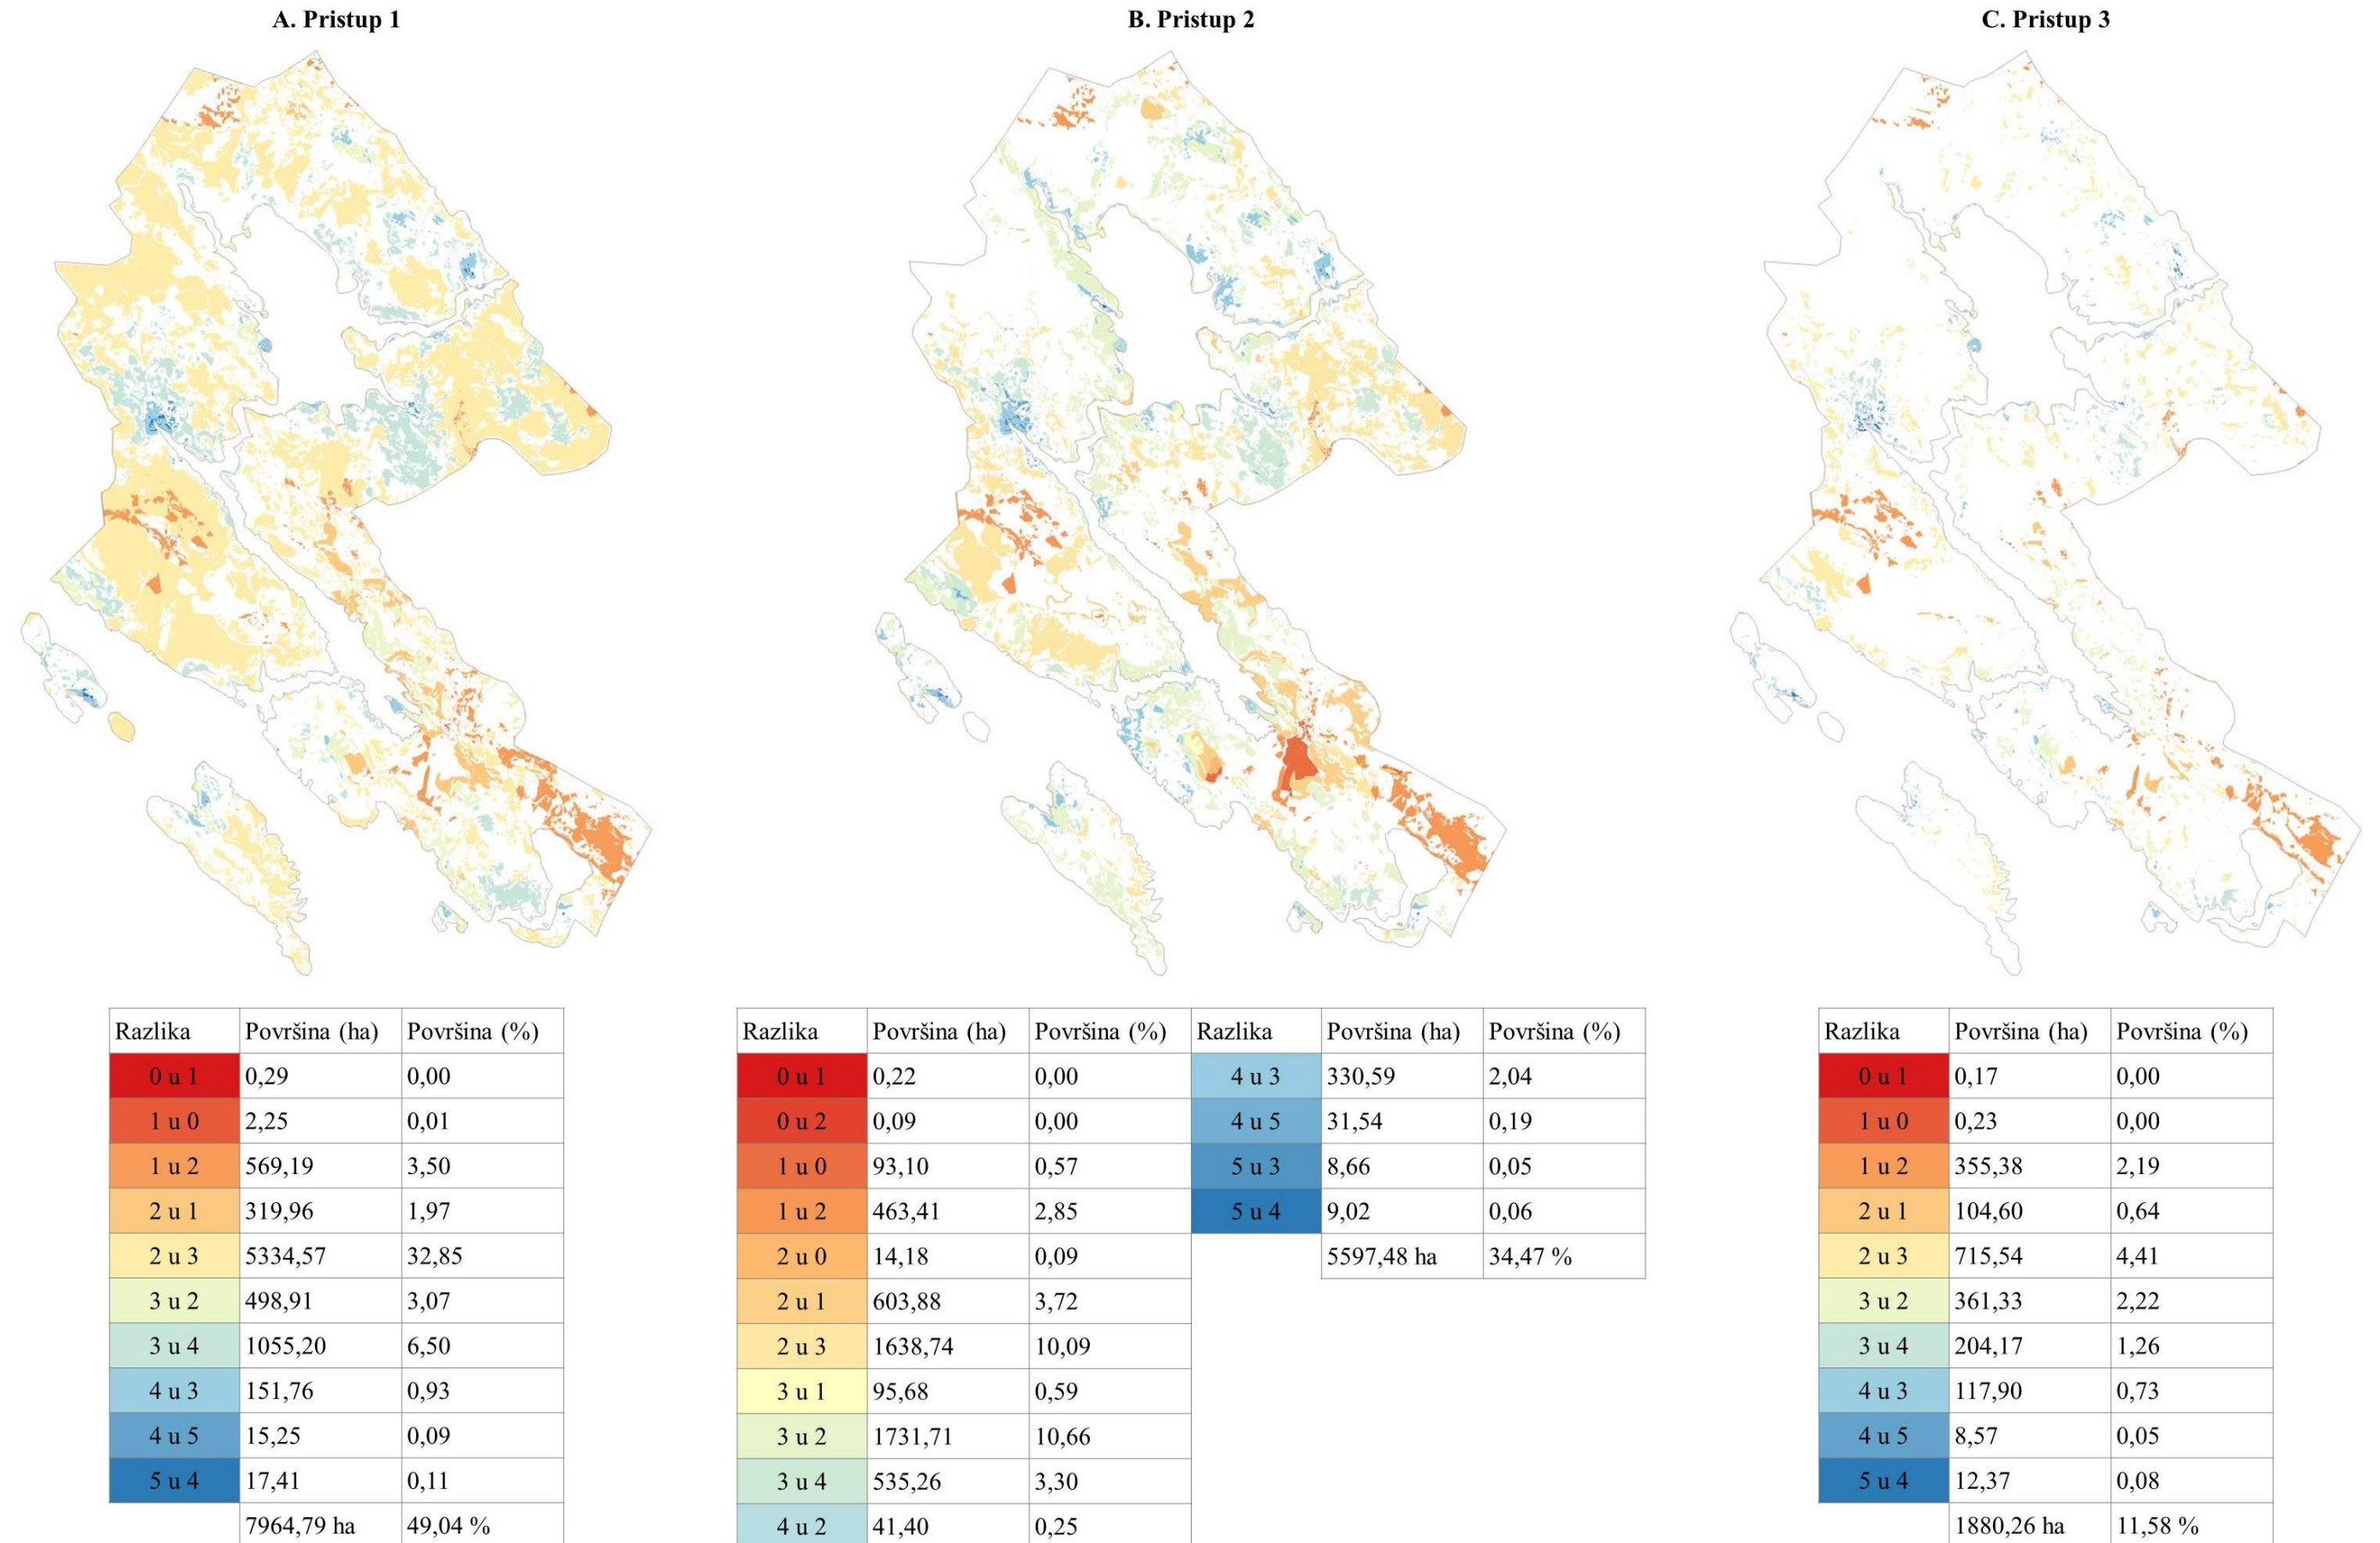 A. Pristup 1
B. Pristup 2
C. Pristup 3
Razlika Površina (ha) Površina (%)
0 u 1 0,29 0,00
1 u 0 2,25 0,01
1 u 2 569,19 3,50
2 u 1 319,96 1,97
2 u 3 5334,57 32,85
3 u 2 498,91 3,07
3 u 4 1055,20 6,50
4 u 3 151,76 0,93
4 u 5 15,25 0,09
5 u 4 17,41 0,11
7964,79 ha 49,04 %
Razlika Površina (ha) Površina (%)
0 u 1 0,22 0,00
0 u 2 0,09 0,00
1 u 0 93,10 0,57
1 u 2 463,41 2,85
2 u 0 14,18 0,09
2 u 1 603,88 3,72
2 u 3 1638,74 10,09
3 u 1 95,68 0,59
3 u 2 1731,71 10,66
3 u 4 535,26 3,30
4 u 2 41,40 0,25
Razlika Površina (ha) Površina (%)
4 u 3 330,59 2,04
4 u 5 31,54 0,19
5 u 3 8,66 0,05
5 u 4 9,02 0,06
5597,48 ha 34,47 %
Razlika Površina (ha) Površina (%)
0 u 1 0,17 0,00
1 u 0 0,23 0,00
1 u 2 355,38 2,19
2 u 1 104,60 0,64
2 u 3 715,54 4,41
3 u 2 361,33 2,22
3 u 4 204,17 1,26
4 u 3 117,90 0,73
4 u 5 8,57 0,05
5 u 4 12,37 0,08
1880,26 ha 11,58 %